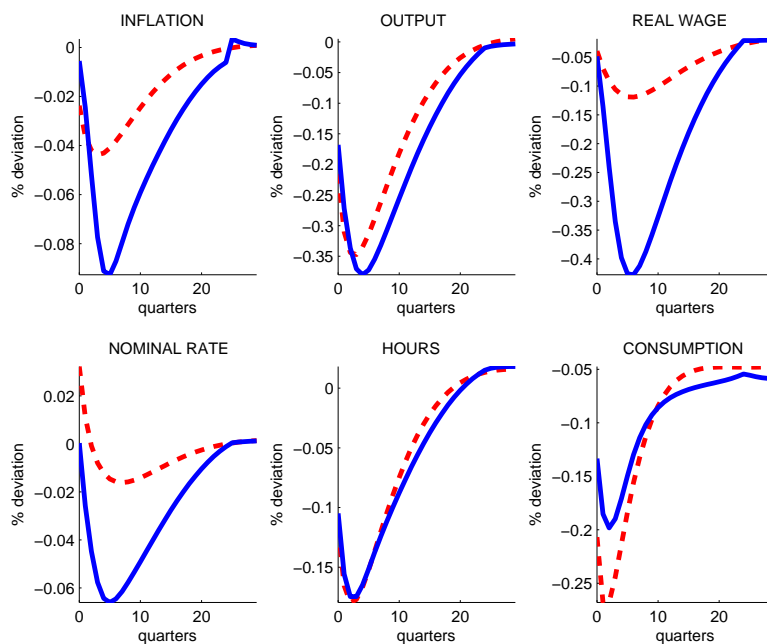 INFLATION
% deviation
0
−0.02
−0.04
−0.06
−0.08
0 10 20
quarters
OUTPUT
% deviation
0
−0.05
−0.1
−0.15
−0.2
−0.25
−0.3
−0.35
0 10 20
quarters
REAL WAGE
% deviation
−0.05
−0.1
−0.15
−0.2
−0.25
−0.3
−0.35
−0.4
0 10 20
quarters
NOMINAL RATE
% deviation
0.02
0
−0.02
−0.04
−0.06
0 10 20
quarters
HOURS
% deviation
0
−0.05
−0.1
−0.15
0 10 20
quarters
CONSUMPTION
% deviation
−0.05
−0.1
−0.15
−0.2
−0.25
0 10 20
quarters